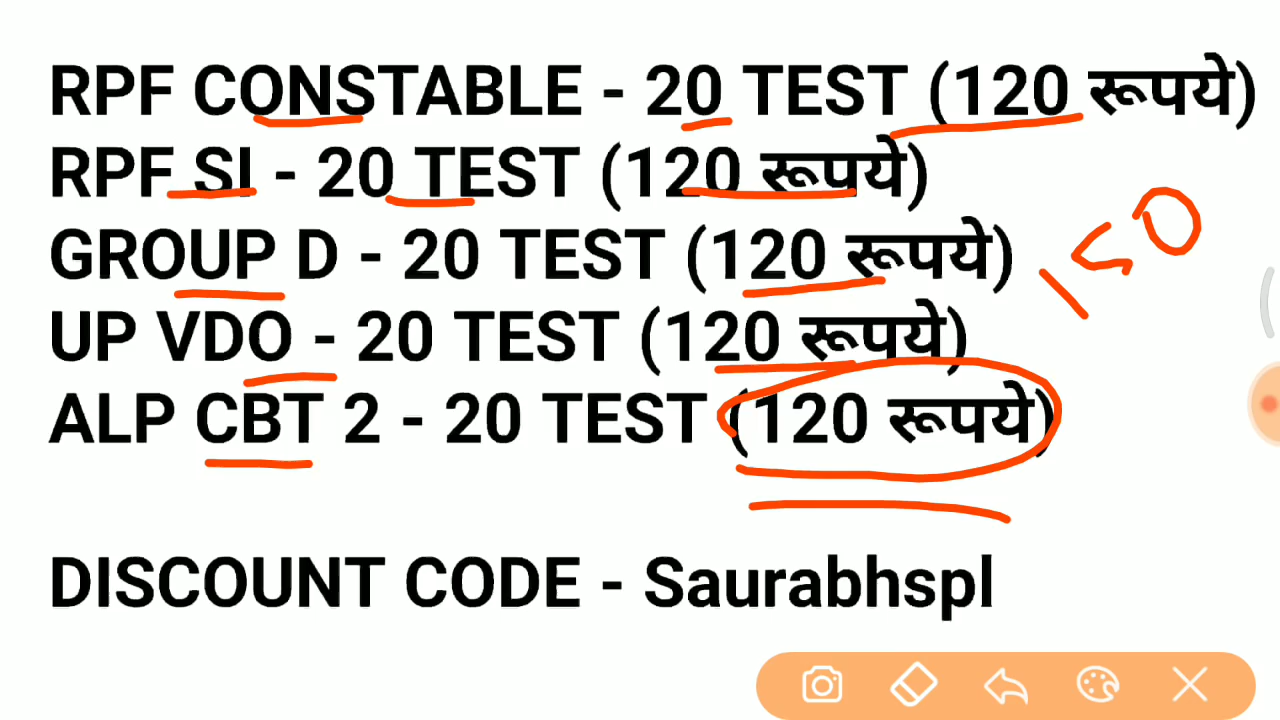 RPF CONSTABLE - 20 TEST (120 रूपये)
RPF SI - 20 TEST (120 रूपये)
GROUP D - 20 TEST (120 रूपये)
UP VDO - 20 TEST (120 रूपये)
ALP CBT 2 - 20 TEST (120 रूपये)
DISCOUNT CODE - Saurabhspl